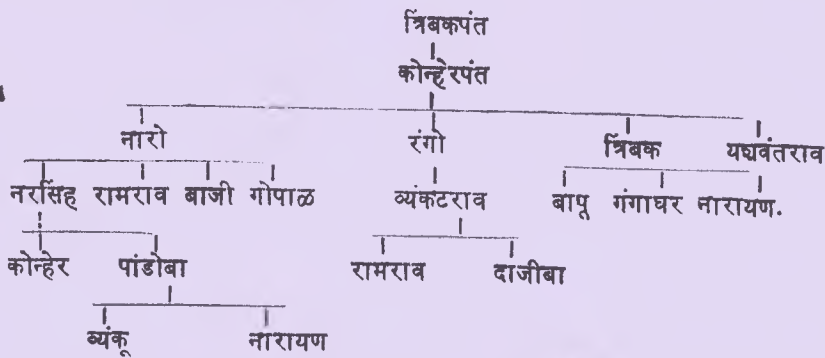 त्रिंबकपंत
कोन्हेरपंत
नारो रंगो त्रिंबक यशवंतराव
नरसिंह रामराव बाजी गोपाळ व्यंकटराव बापू गंगाधर नारायण.
कोन्हेर पांडोबा रामराव दाजीबा
व्यंकू नारायण